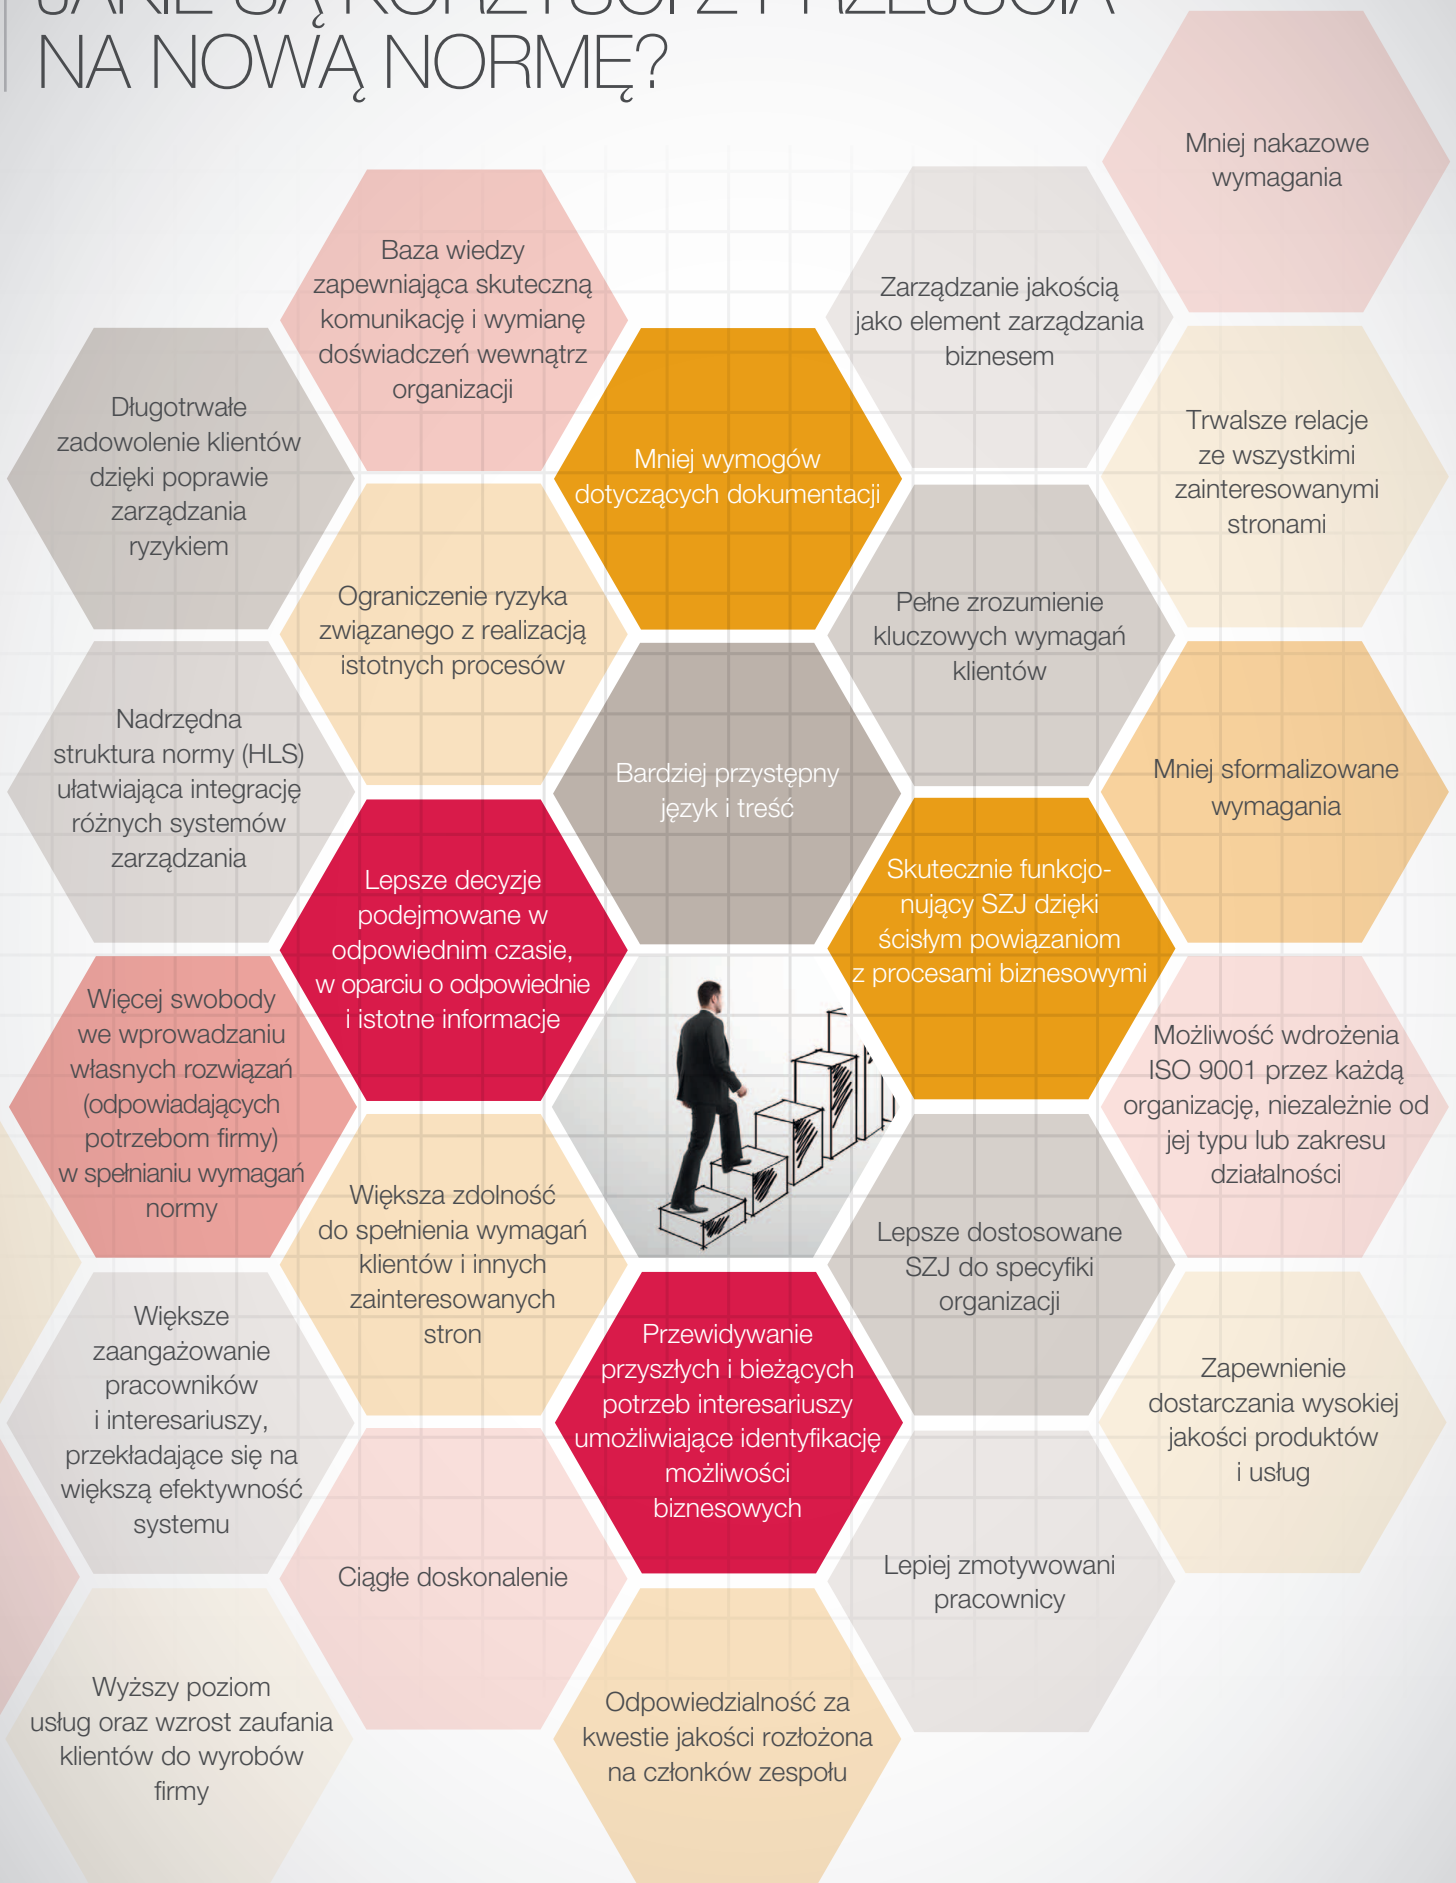 JAKIE SĄ KORZYŚCI Z PRZEJŚCIA
NA NOWĄ NORMĘ?
Mniej nakazowe
wymagania
Baza wiedzy
zapewniająca skuteczną
komunikację i wymianę
doświadczeń wewnątrz
organizacji
Zarządzanie jakością
jako element zarządzania
biznesem
Długotrwałe
zadowolenie klientów
dzięki poprawie
zarządzania
ryzykiem
Mniej wymogów
dotyczących dokumentacji
Trwalsze relacje
ze wszystkimi
zainteresowanymi
stronami
Ograniczenie ryzyka
związanego z realizacją
istotnych procesów
Pełne zrozumienie
kluczowych wymagań
klientów
Nadrzędna
struktura normy (HLS)
ułatwiająca integrację
różnych systemów
zarządzania
Bardziej przystępny
język i treść
Mniej sformalizowane
wymagania
Lepsze decyzje
podejmowane w
odpowiednim czasie,
w oparciu o odpowiednie
i istotne informacje
Skutecznie funkcjo-
nujący SZJ dzięki
ścisłym powiązaniom
z procesami biznesowymi
Więcej swobody
we wprowadzaniu
własnych rozwiązań
(odpowiadających
potrzebom firmy)
w spełnianiu wymagań
normy
Możliwość wdrożenia
ISO 9001 przez każdą
organizację, niezależnie od
jej typu lub zakresu
działalności
Większa zdolność
do spełnienia wymagań
klientów i innych
zainteresowanych
stron
Lepsze dostosowane
SZJ do specyfiki
organizacji
Większe
zaangażowanie
pracowników
i interesariuszy,
przekładające się na
większą efektywność
systemu
Przewidywanie
przyszłych i bieżących
potrzeb interesariuszy
umożliwiające identyfikację
możliwości
biznesowych
Zapewnienie
dostarczania wysokiej
jakości produktów
i usług
Ciągłe doskonalenie
Lepiej zmotywowani
pracownicy
Wyższy poziom
usług oraz wzrost zaufania
klientów do wyrobów
firmy
Odpowiedzialność za
kwestie jakości rozłożona
na członków zespołu